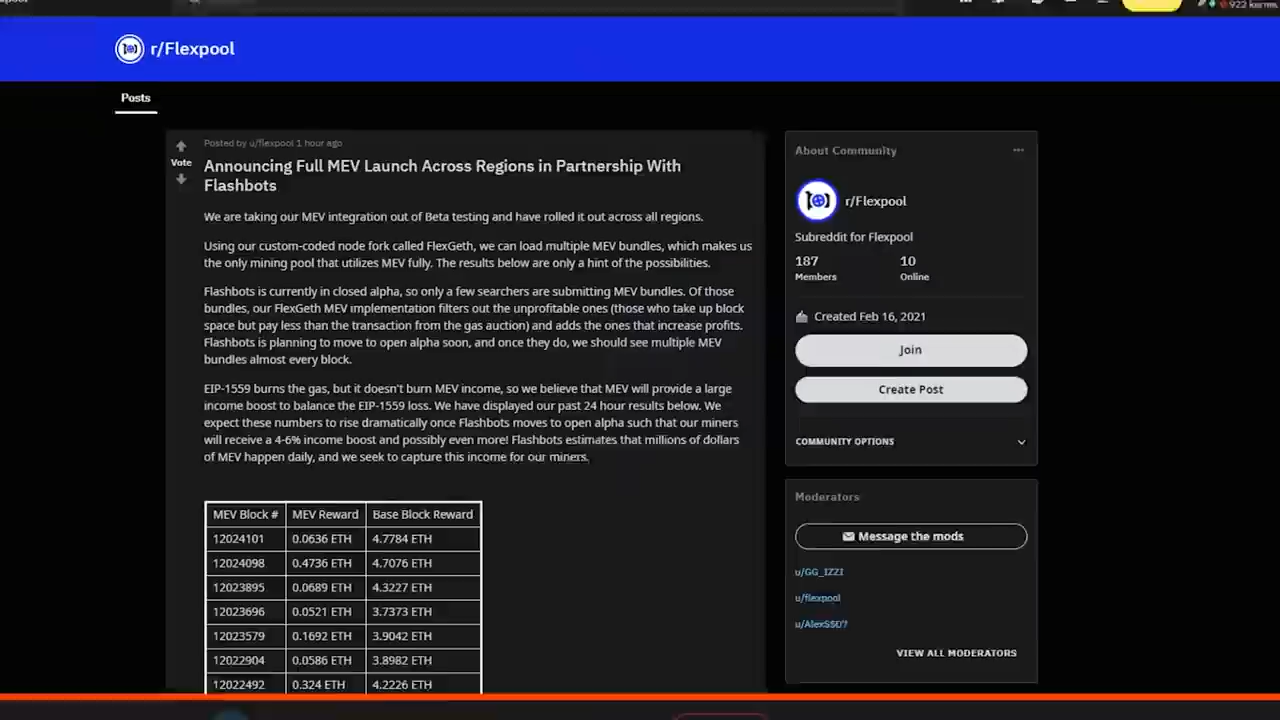 922 karma
r/Flexpool
Posts
Posted by u/flexpool 1 hour ago
Vote
Announcing Full MEV Launch Across Regions in Partnership With
Flashbots
We are taking our MEV integration out of Beta testing and have rolled it out across all regions.
Using our custom-coded node fork called FlexGeth, we can load multiple MEV bundles, which makes us
the only mining pool that utilizes MEV fully. The results below are only a hint of the possibilities.
Flashbots is currently in closed alpha, so only a few searchers are submitting MEV bundles. Of those
bundles, our FlexGeth MEV implementation filters out the unprofitable ones (those who take up block
space but pay less than the transaction from the gas auction) and adds the ones that increase profits.
Flashbots is planning to move to open alpha soon, and once they do, we should see multiple MEV
bundles almost every block.
EIP-1559 burns the gas, but it doesn't burn MEV income, so we believe that MEV will provide a large
income boost to balance the EIP-1559 loss. We have displayed our past 24 hour results below. We
expect these numbers to rise dramatically once Flashbots moves to open alpha such that our miners
will receive a 4-6% income boost and possibly even more! Flashbots estimates that millions of dollars
of MEV happen daily, and we seek to capture this income for our miners.
MEV Block # MEV Reward Base Block Reward
12024101 0.0636 ETH 4.7784 ETH
12024098 0.4736 ETH 4.7076 ETH
12023895 0.0689 ETH 4.3227 ETH
12023696 0.0521 ETH 3.7373 ETH
12023579 0.1692 ETH 3.9042 ETH
12022904 0.0586 ETH 3.8982 ETH
12022492 0.324 ETH 4.2226 ETH
About Community
r/Flexpool
Subreddit for Flexpool
187 10
Members Online
Created Feb 16, 2021
Join
Create Post
COMMUNITY OPTIONS
Moderators
Message the mods
u/GG_IZZI
u/flexpool
VIEW ALL MODERATORS